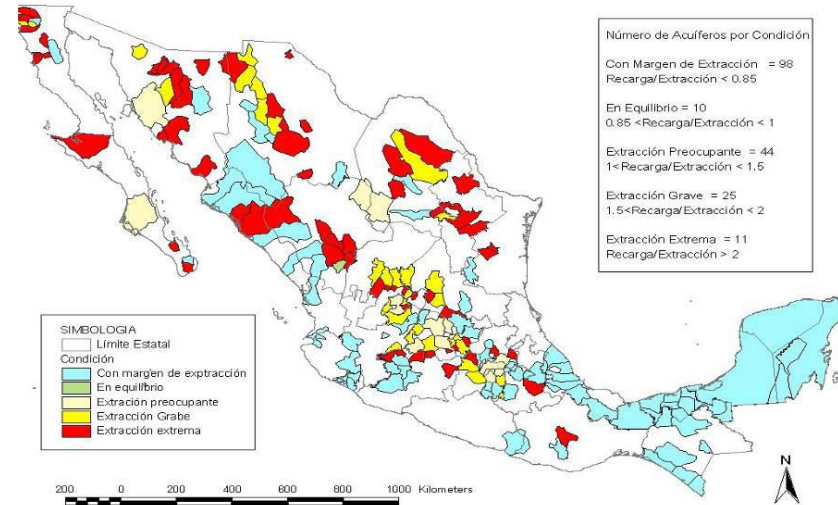 Número de Acuíferos por Condición
Con Margen de Extracción = 98
Recarga/Extracción < 0.85
En Equilibrio = 10
0.85 <Recarga/Extracción < 1
Extracción Preocupante = 44
1<Recarga/Extracción < 1.5
Extracción Grave = 25
1.5<Recarga/Extracción < 2
Extracción Extrema = 11
Recarga/Extracción > 2
SIMBOLOGIA
Límite Estatal
Condición
Con margen de exptracción
En equilibrio
Extración preocupante
Extracción Grabe
Extracción extrema
200 0 200 400 600 800 1000 Kilometers
N